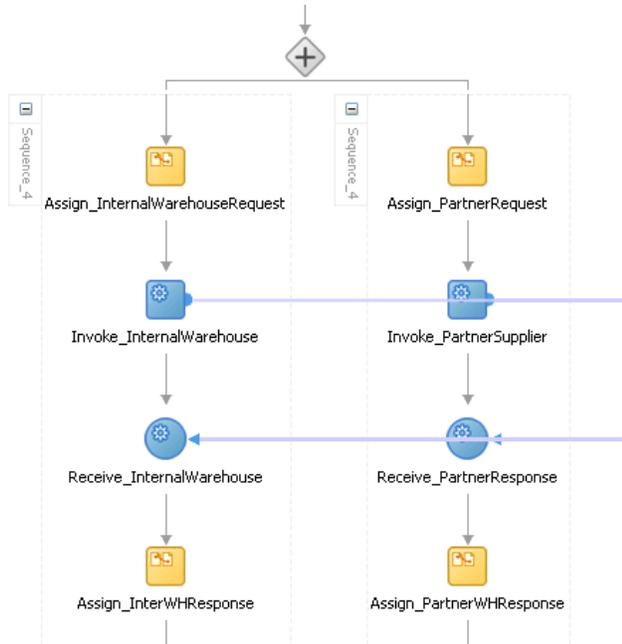 Sequence_4
Sequence_4
Assign_InternalWarehouseRequest
Assign_PartnerRequest
Invoke_InternalWarehouse
Invoke_PartnerSupplier
Receive_InternalWarehouse
Receive_PartnerResponse
Assign_InterWHResponse
Assign_PartnerWHResponse